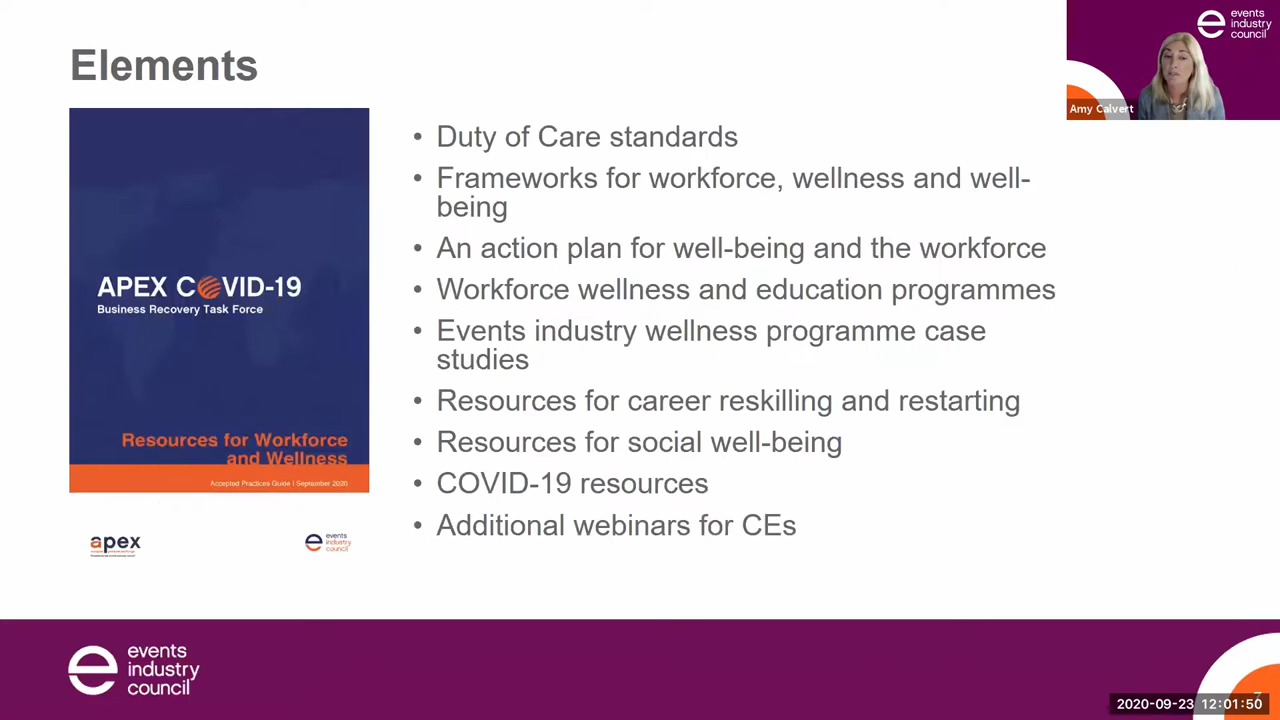 Elements
events
industry
council
Amy Calvert
APEX COVID-19
Business Recovery Task Force
Resources for Workforce
and Wellness
Accepted Practices Guide | September 2020
apex
events
industry
council
• Duty of Care standards
• Frameworks for workforce, wellness and well-
being
• An action plan for well-being and the workforce
• Workforce wellness and education programmes
• Events industry wellness programme case
studies
• Resources for career reskilling and restarting
• Resources for social well-being
• COVID-19 resources
• Additional webinars for CEs
events
industry
council
7
2020-09-23 12:01:50